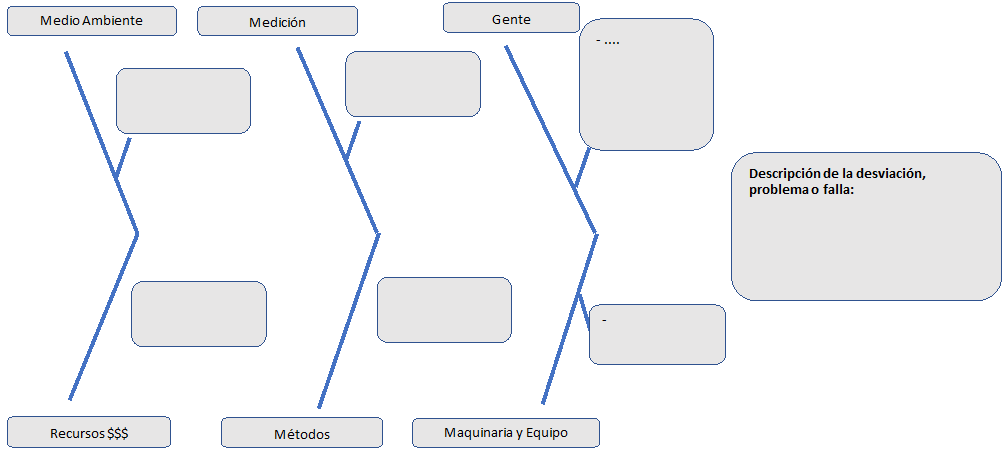 Medio Ambiente
Medición
Gente
- ....
Descripción de la desviación,
problema o falla:
-
Recursos $$$
Métodos
Maquinaria y Equipo